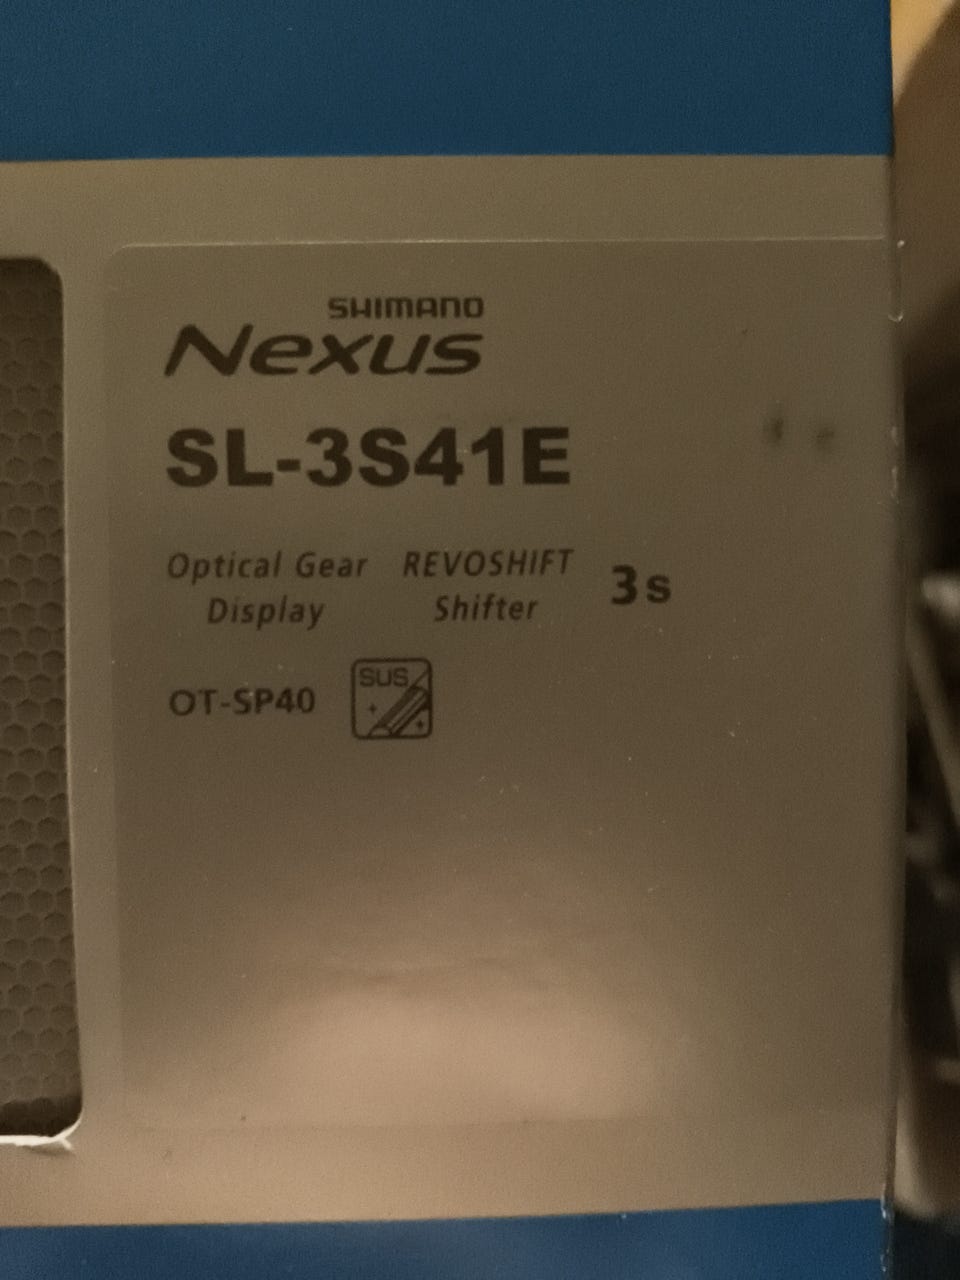 SHIMANO
Nexus
SL-3S41E
Optical Gear Display
REVOSHIFT Shifter
3s
OT-SP40
SUS